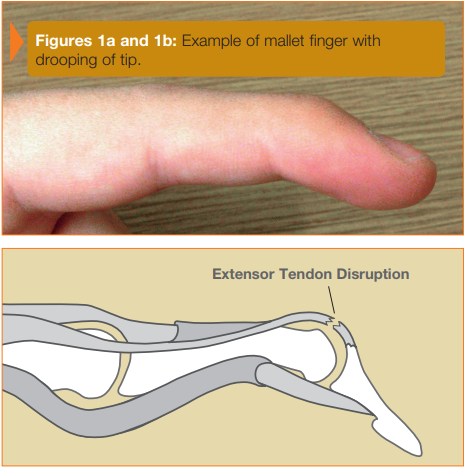 Figures 1a and 1b: Example of mallet finger with
drooping of tip.
Extensor Tendon Disruption